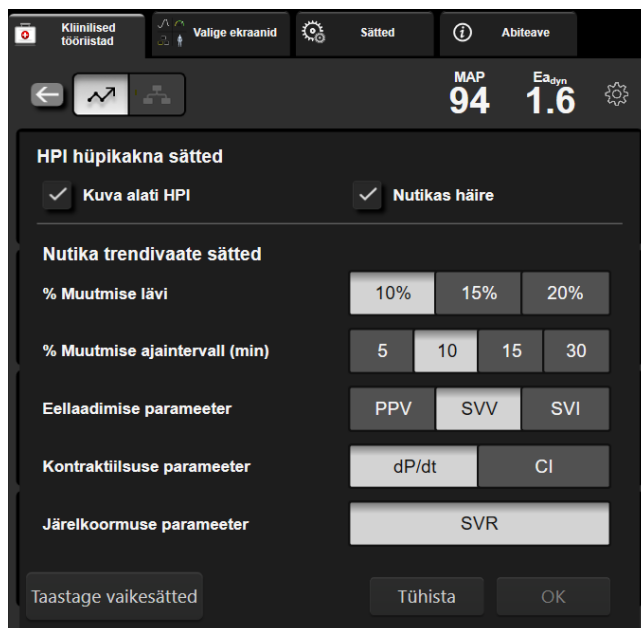 Kliinilised
tööriistad
Valige ekraanid
Sätted
Abiteave
MAP
94
Ea dyn
1.6
HPI hüpikakna sätted
Kuva alati HPI
Nutikas häire
Nutika trendivaate sätted
% Muutmise lävi
10% 15% 20%
% Muutmise ajaintervall (min)
5 10 15 30
Eellaadimise parameeter
PPV SVV SVI
Kontraktiilsuse parameeter
dP/dt CI
Järelkoormuse parameeter
SVR
Taastage vaikesätted Tühista OK